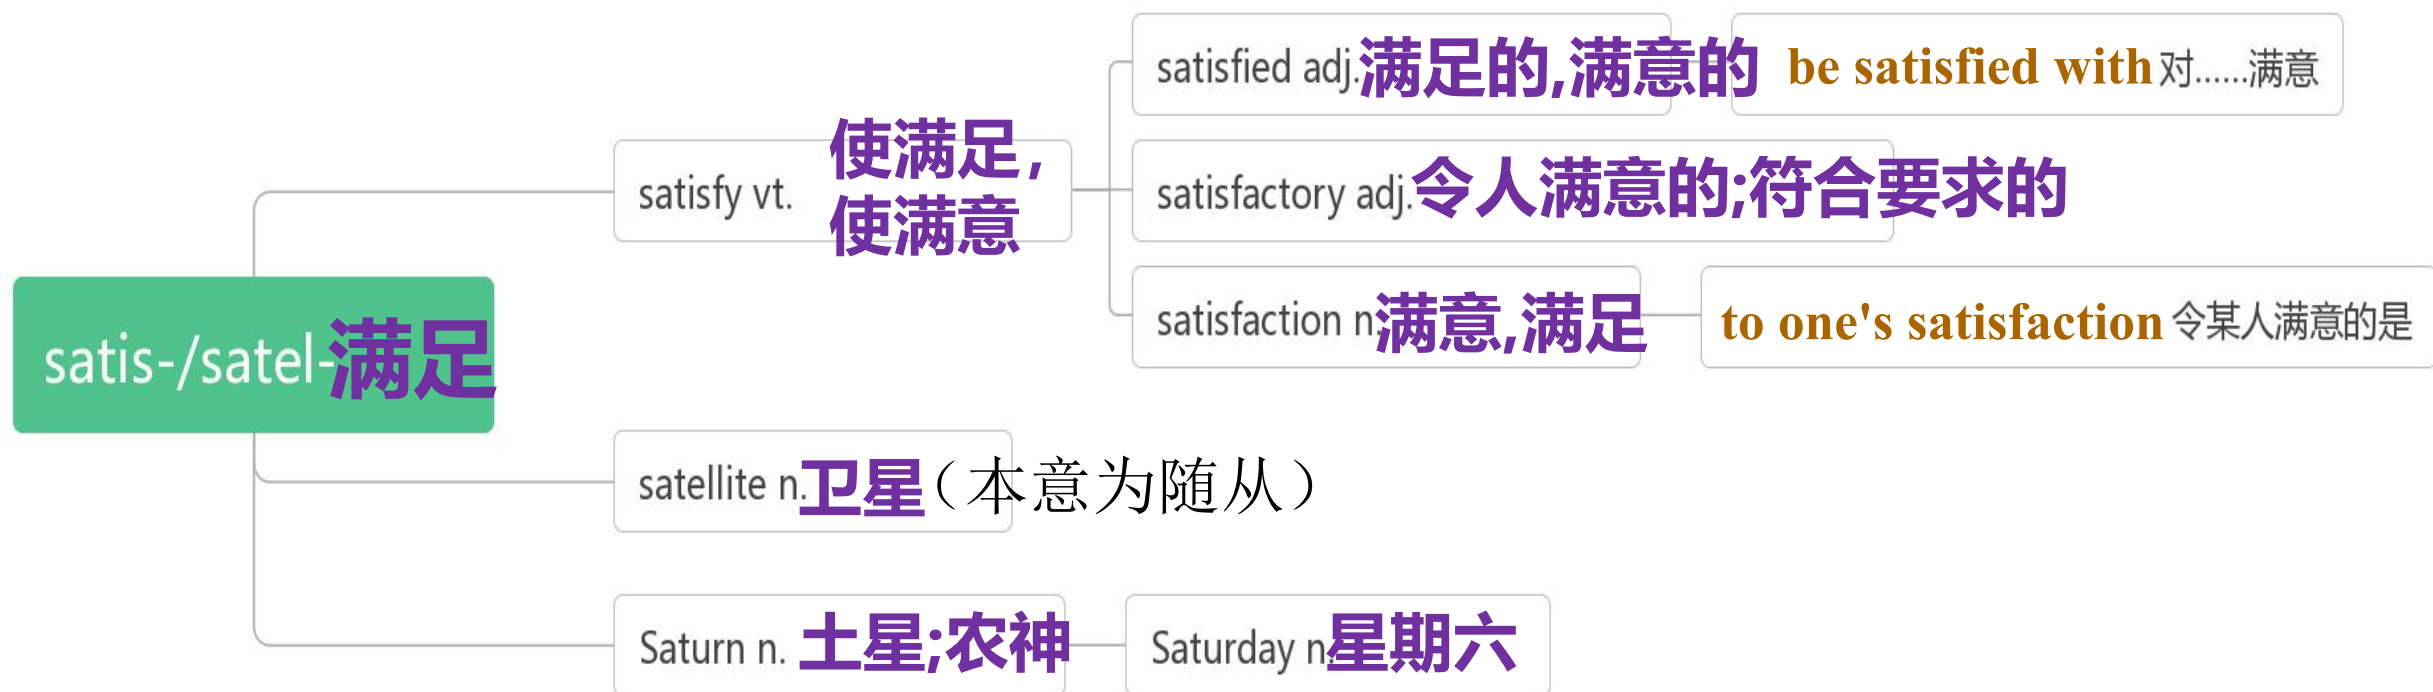 satisfied adj.满足的,满意的 be satisfied with 对......满意
satisfy vt. 使满足,
使满意
satisfactory adj.令人满意的;符合要求的
satisfaction n.满意,满足 to one's satisfaction 令某人满意的是
satis-/satel-满足
satellite n.卫星（本意为随从）
Saturn n. 土星;农神 Saturday n.星期六